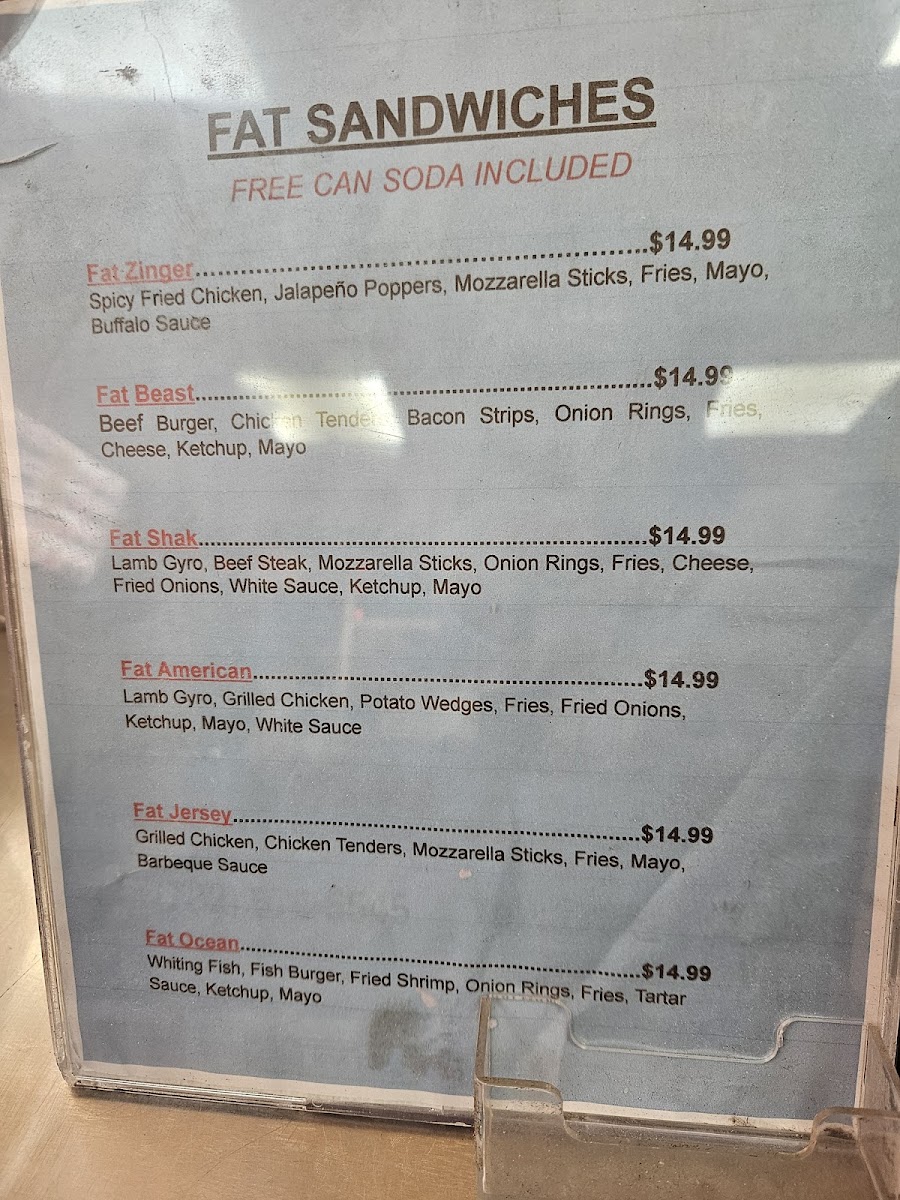 FAT SANDWICHES
FREE CAN SODA INCLUDED
Fat Zinger.....................................................................$14.99
Spicy Fried Chicken, Jalapeño Poppers, Mozzarella Sticks, Fries, Mayo,
Buffalo Sauce
Fat Beast.....................................................................$14.99
Beef Burger, Chicken Tenders, Bacon Strips, Onion Rings, Fries,
Cheese, Ketchup, Mayo
Fat Shak.....................................................................$14.99
Lamb Gyro, Beef Steak, Mozzarella Sticks, Onion Rings, Fries, Cheese,
Fried Onions, White Sauce, Ketchup, Mayo
Fat American.............................................................$14.99
Lamb Gyro, Grilled Chicken, Potato Wedges, Fries, Fried Onions,
Ketchup, Mayo, White Sauce
Fat Jersey.................................................................$14.99
Grilled Chicken, Chicken Tenders, Mozzarella Sticks, Fries, Mayo,
Barbeque Sauce
Fat Ocean...............................................................$14.99
Whiting Fish, Fish Burger, Fried Shrimp, Onion Rings, Fries, Tartar
Sauce, Ketchup, Mayo